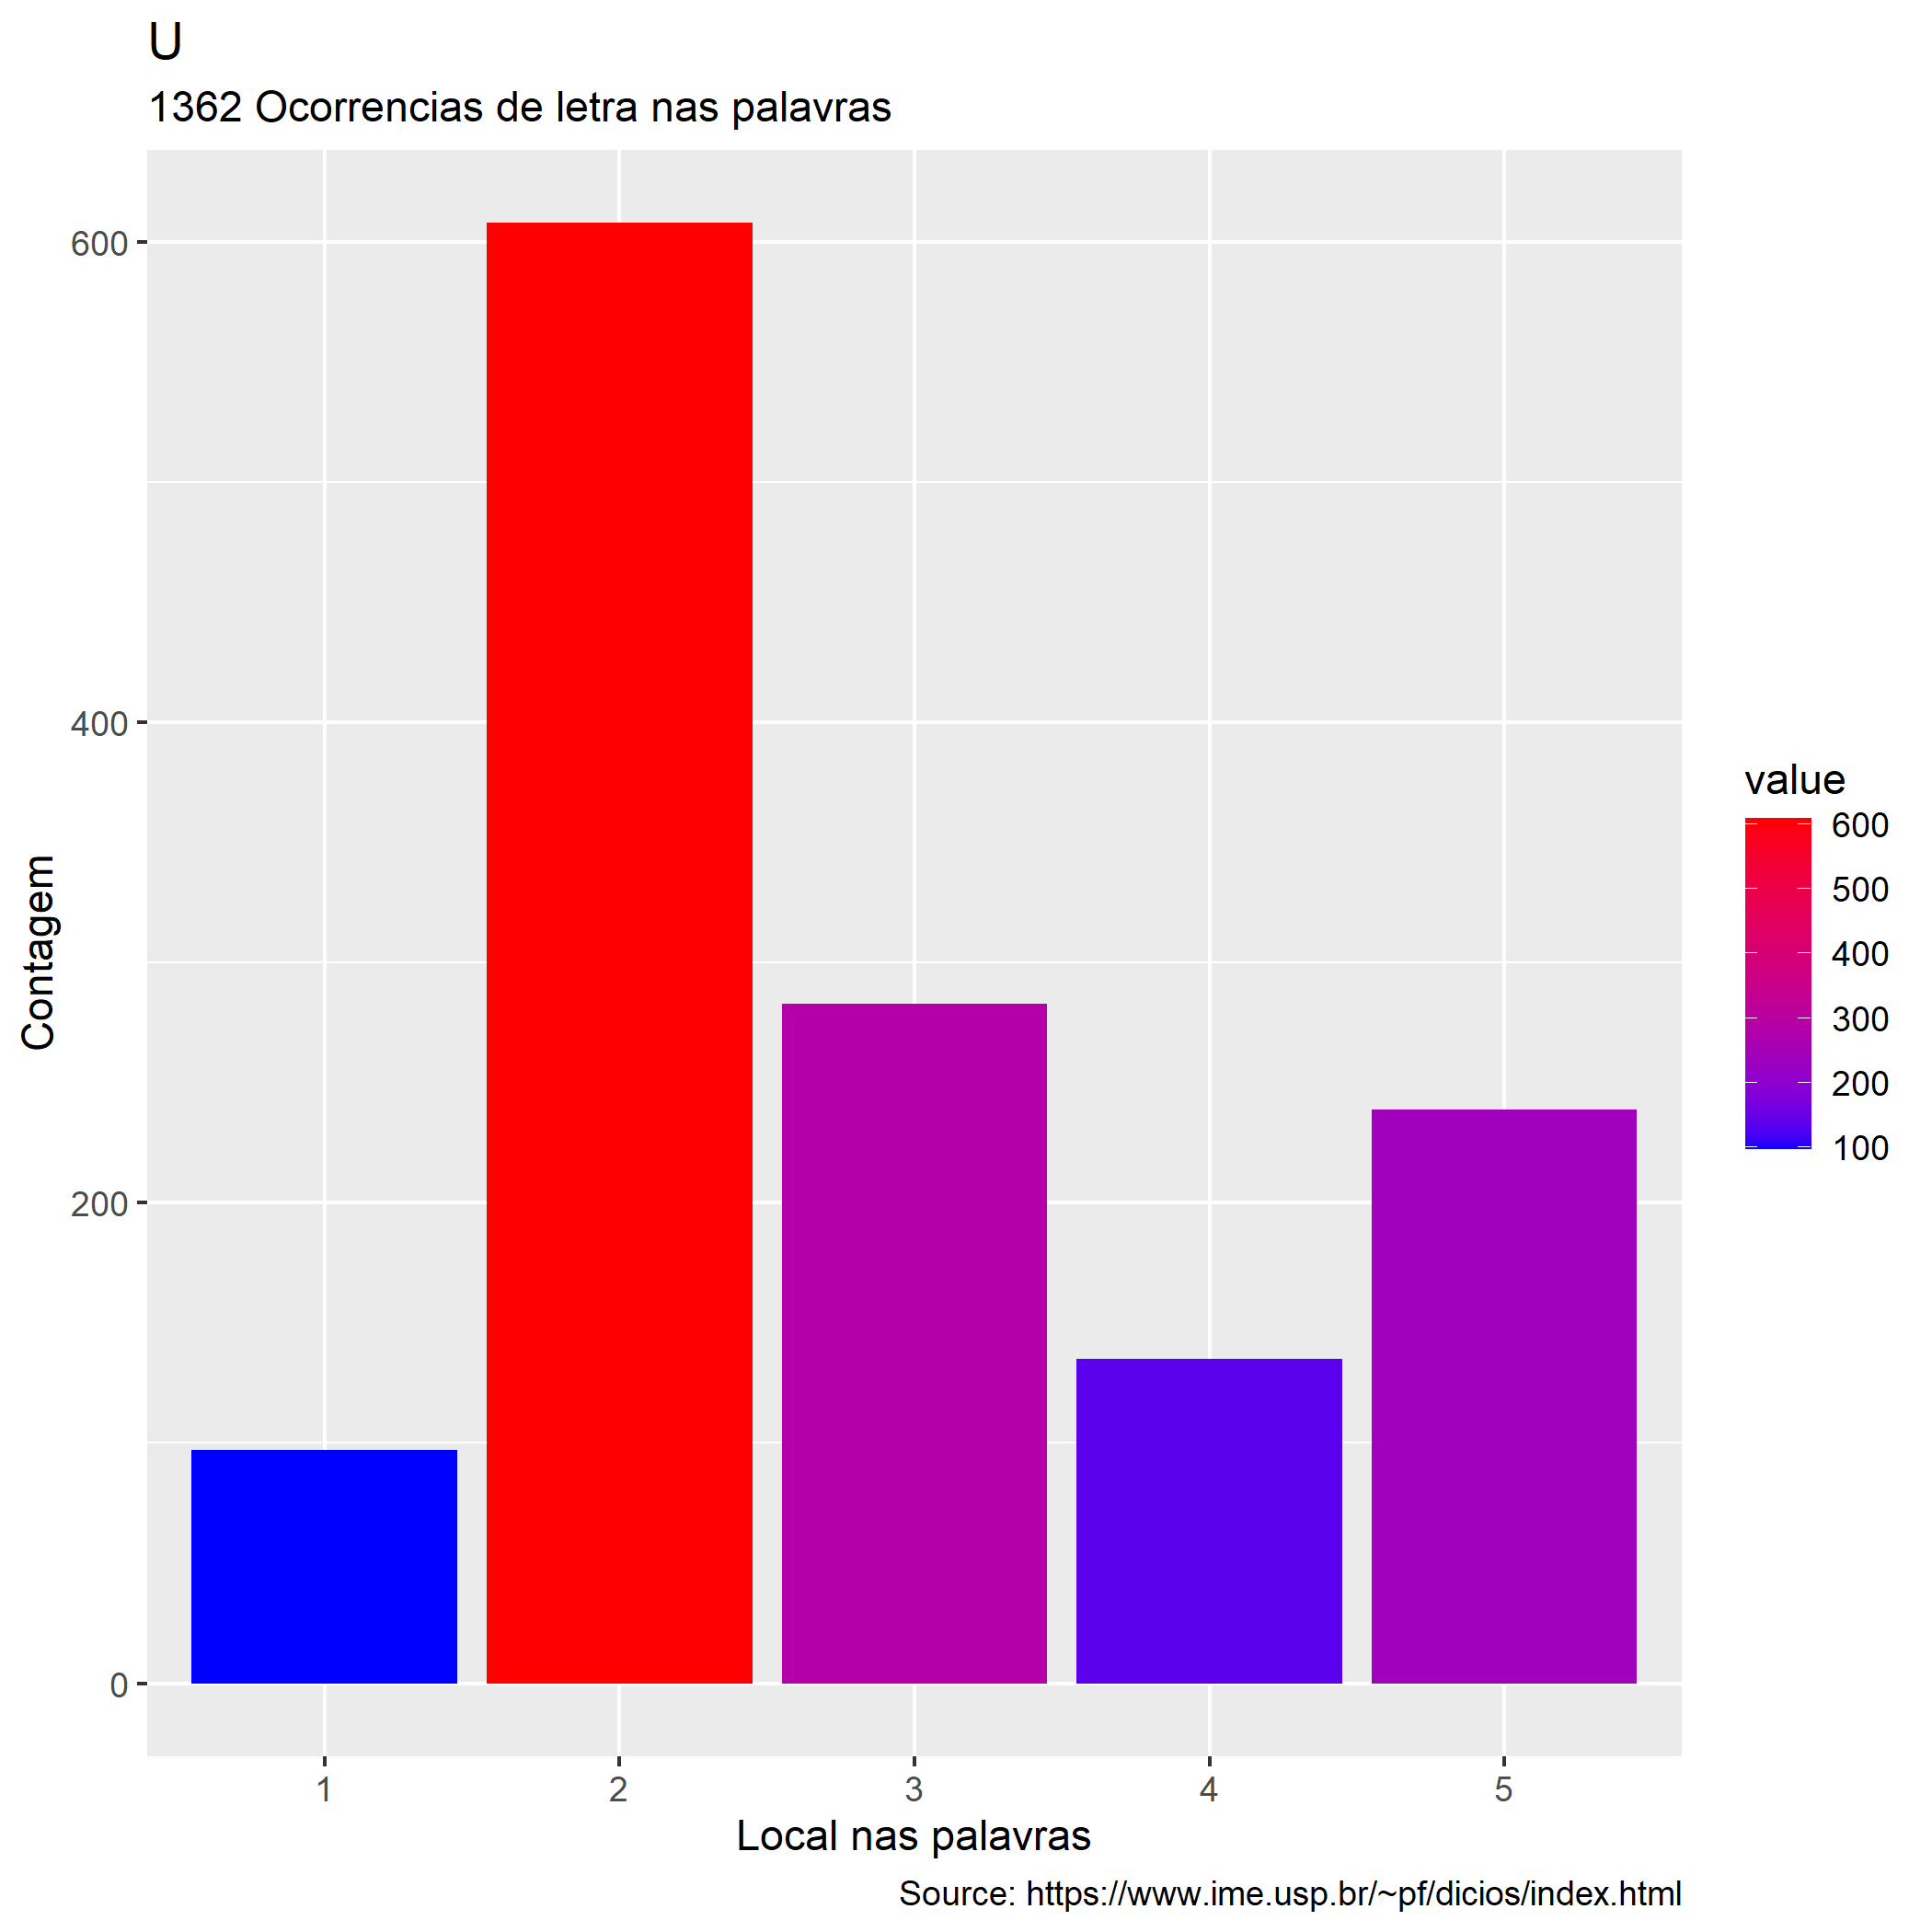 U
1362 Ocorrencias de letra nas palavras
600
400
200
0
Contagem
1 2 3 4 5
Local nas palavras
value
600
500
400
300
200
100
Source: https://www.ime.usp.br/~pf/dicios/index.html